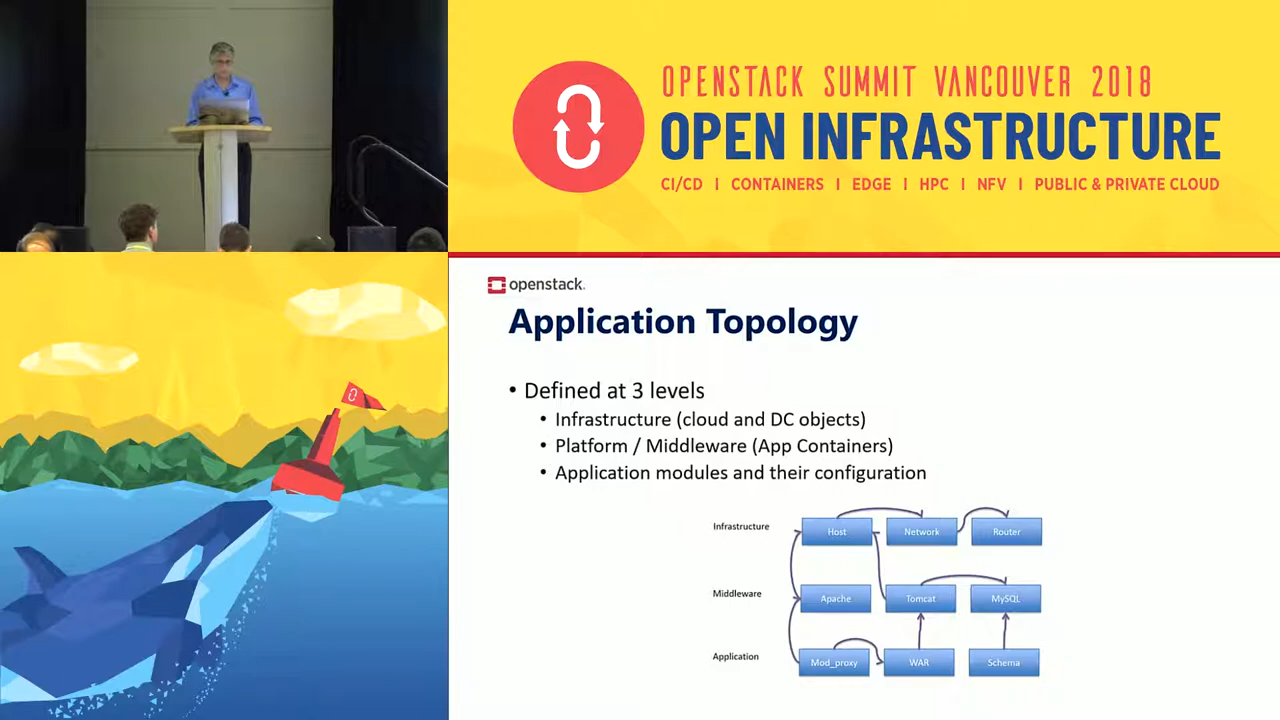 OPENSTACK SUMMIT VANCOUVER 2018
OPEN INFRASTRUCTURE
CI/CD | CONTAINERS | EDGE | HPC | NFV | PUBLIC & PRIVATE CLOUD
openstack.
Application Topology
• Defined at 3 levels
• Infrastructure (cloud and DC objects)
• Platform / Middleware (App Containers)
• Application modules and their configuration
Infrastructure
Host
Network
Router
Middleware
Apache
Tomcat
MySQL
Application
Mod_proxy
WAR
Schema